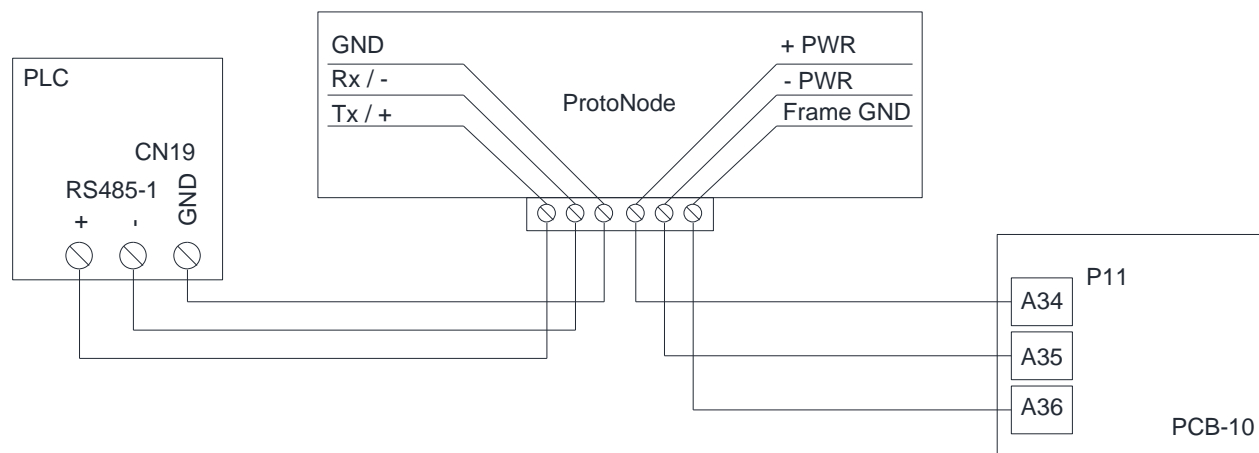 PLC
CN19
RS485-1
+
-
GND
GND
Rx / -
Tx / +
ProtoNode
+ PWR
- PWR
Frame GND
P11
A34
A35
A36
PCB-10